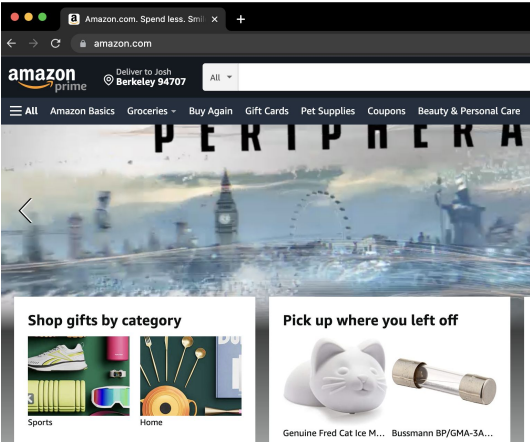 Amazon.com. Spend less. Smil
amazon.com
amazon
prime
Deliver to Josh
Berkeley 94707
All
All Amazon Basics Groceries Buy Again Gift Cards Pet Supplies Coupons Beauty & Personal Care
PERIPHERA
Shop gifts by category
Pick up where you left off
Sports
Home
Genuine Fred Cat Ice M... Bussmann BP/GMA-3A...